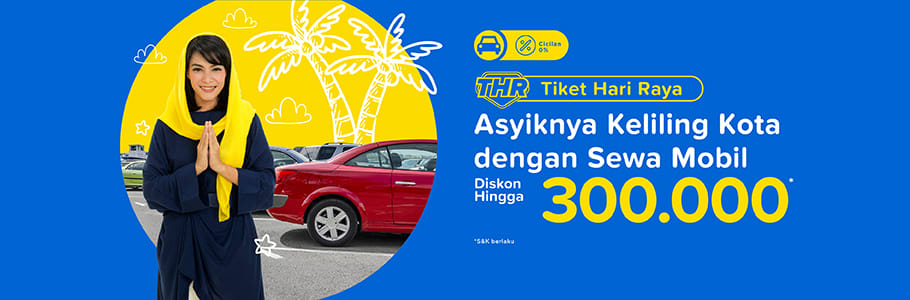 Cicilan
0%
THR Tiket Hari Raya
Asyiknya Keliling Kota
dengan Sewa Mobil
Diskon
Hingga
300.000*
*S&K berlaku